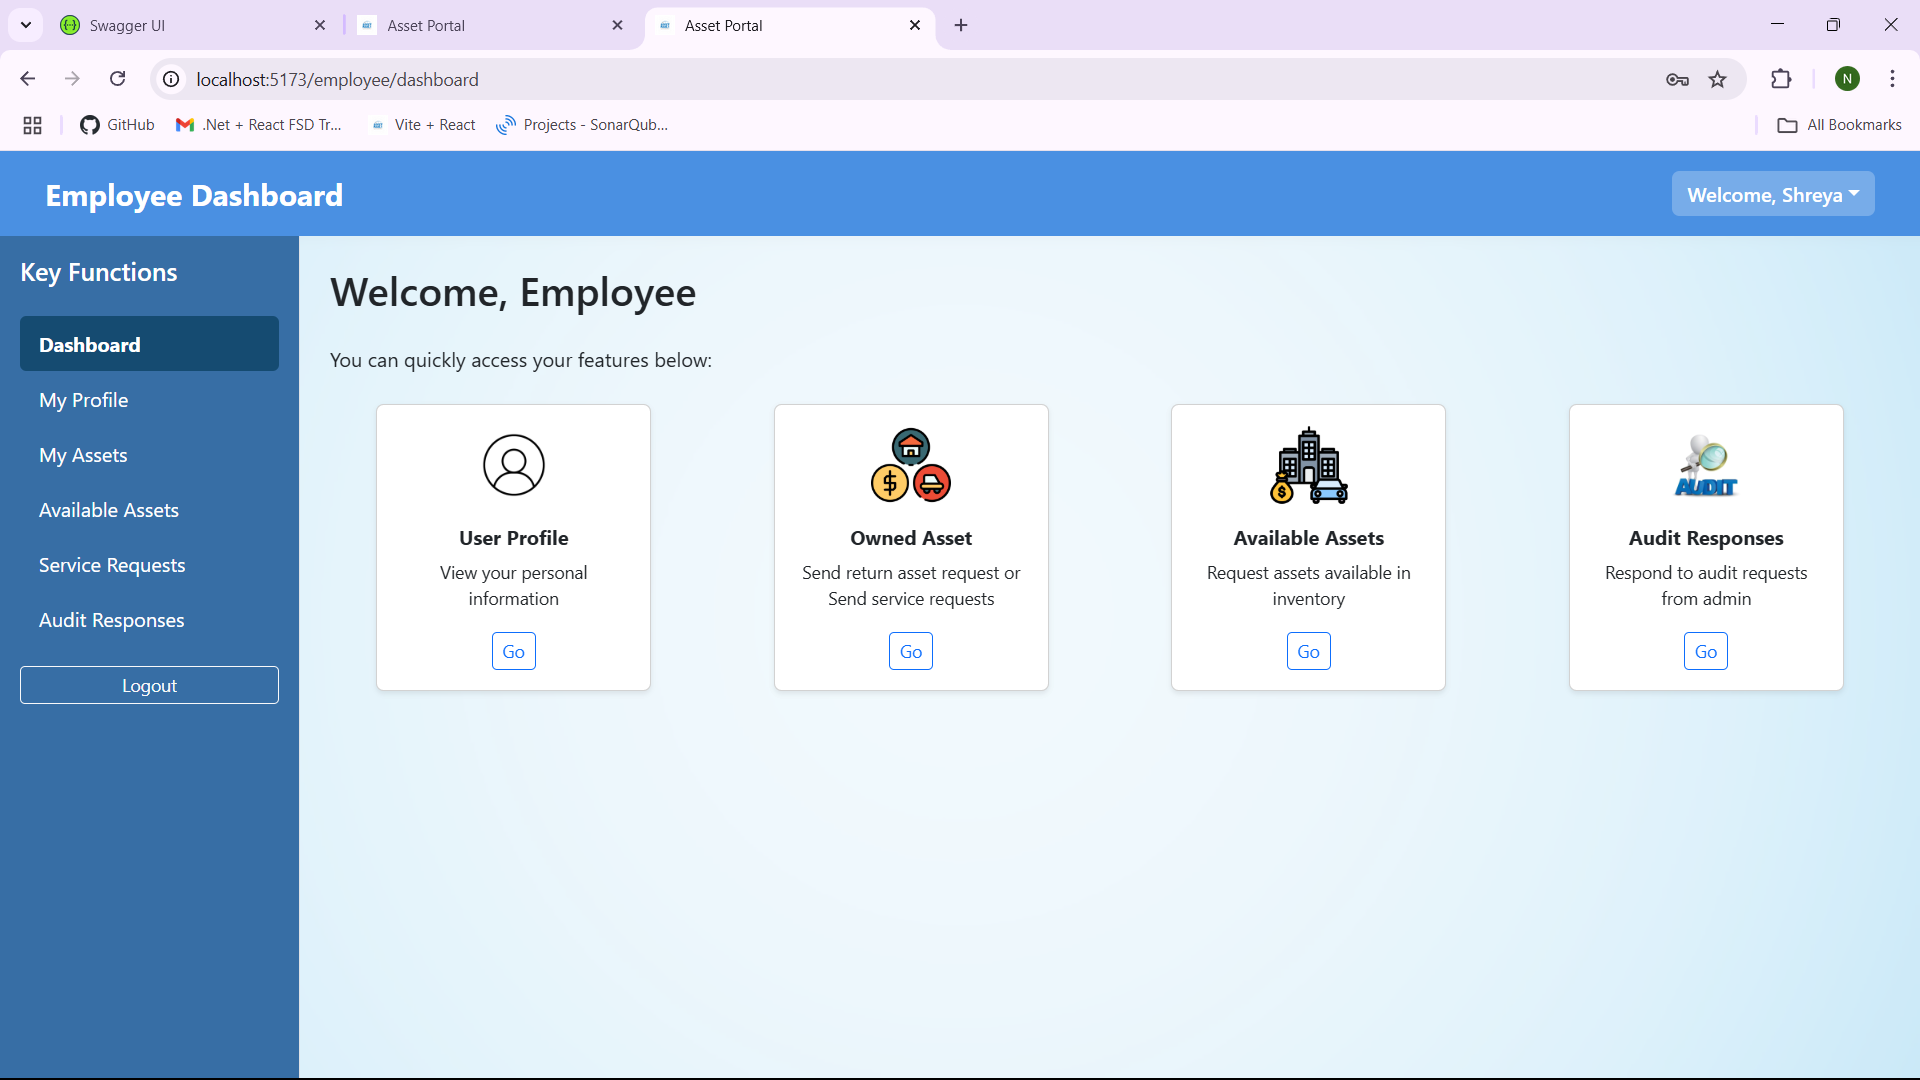 Swagger UI
Asset Portal
Asset Portal
localhost:5173/employee/dashboard
N
GitHub
.Net + React FSD Tr...
Vite + React
Projects - SonarQub...
All Bookmarks
Employee Dashboard
Welcome, Shreya
Key Functions
Dashboard
My Profile
My Assets
Available Assets
Service Requests
Audit Responses
Logout
Welcome, Employee
You can quickly access your features below:
User Profile
View your personal
information
Go
$
Owned Asset
Send return asset request or
Send service requests
Go
$
Available Assets
Request assets available in
inventory
Go
AUDIT
Audit Responses
Respond to audit requests
from admin
Go